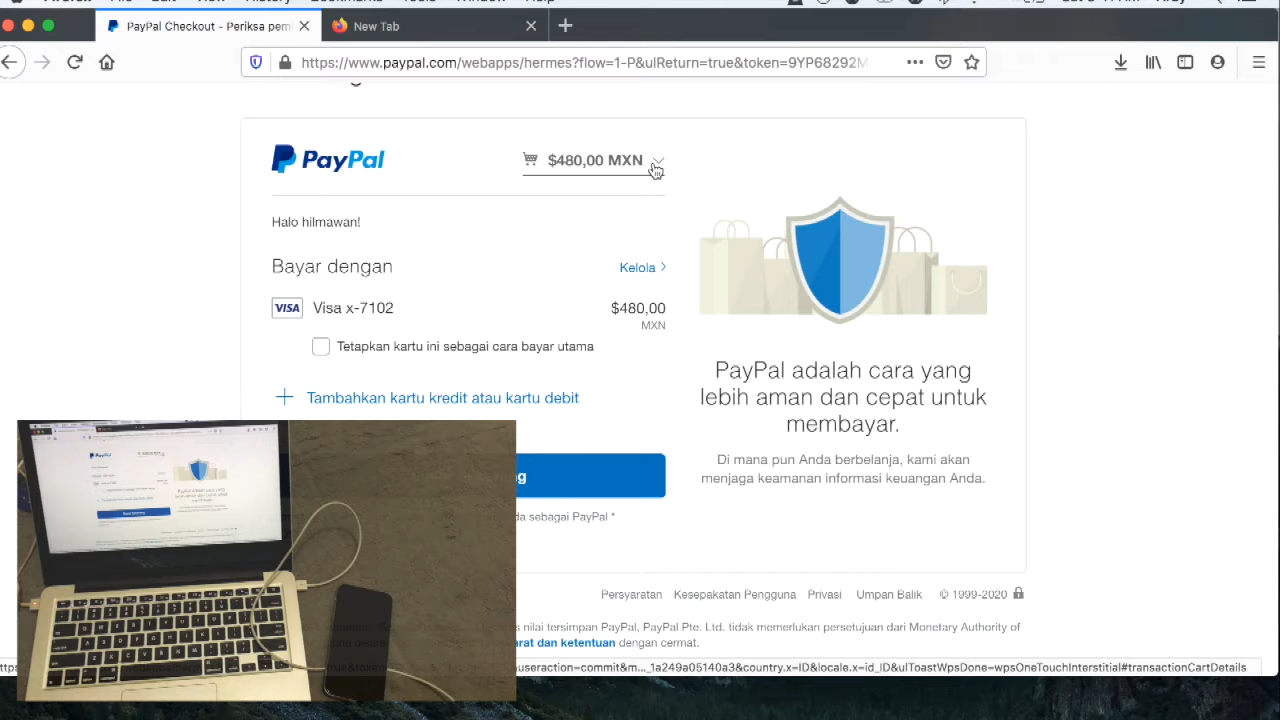 PayPal Checkout - Periksa pem
New Tab
https://www.paypal.com/webapps/hermes?flow=1-P&ulReturn=true&token=9YP68292M
PayPal
$480,00 MXN
Halo hilmawan!
Bayar dengan
Kelola
VISA
Visa x-7102
$480,00
MXN
Tetapkan kartu ini sebagai cara bayar utama
Tambahkan kartu kredit atau kartu debit
da sebagai PayPal *
PayPal adalah cara yang
lebih aman dan cepat untuk
membayar.
Di mana pun Anda berbelanja, kami akan
menjaga keamanan informasi keuangan Anda.
Persyaratan
Kesepakatan Pengguna
Privasi
Umpan Balik
© 1999-2020
s nilai tersimpan PayPal, PayPal Pte. Ltd. tidak memerlukan persetujuan dari Monetary Authority of
arat dan ketentuan dengan cermat.
useraction=commit&m…_1a249a05140a3&country.x=ID&locale.x=id_ID&ulToastWpsDone=wpsOneTouchInterstitial#transactionCartDetails